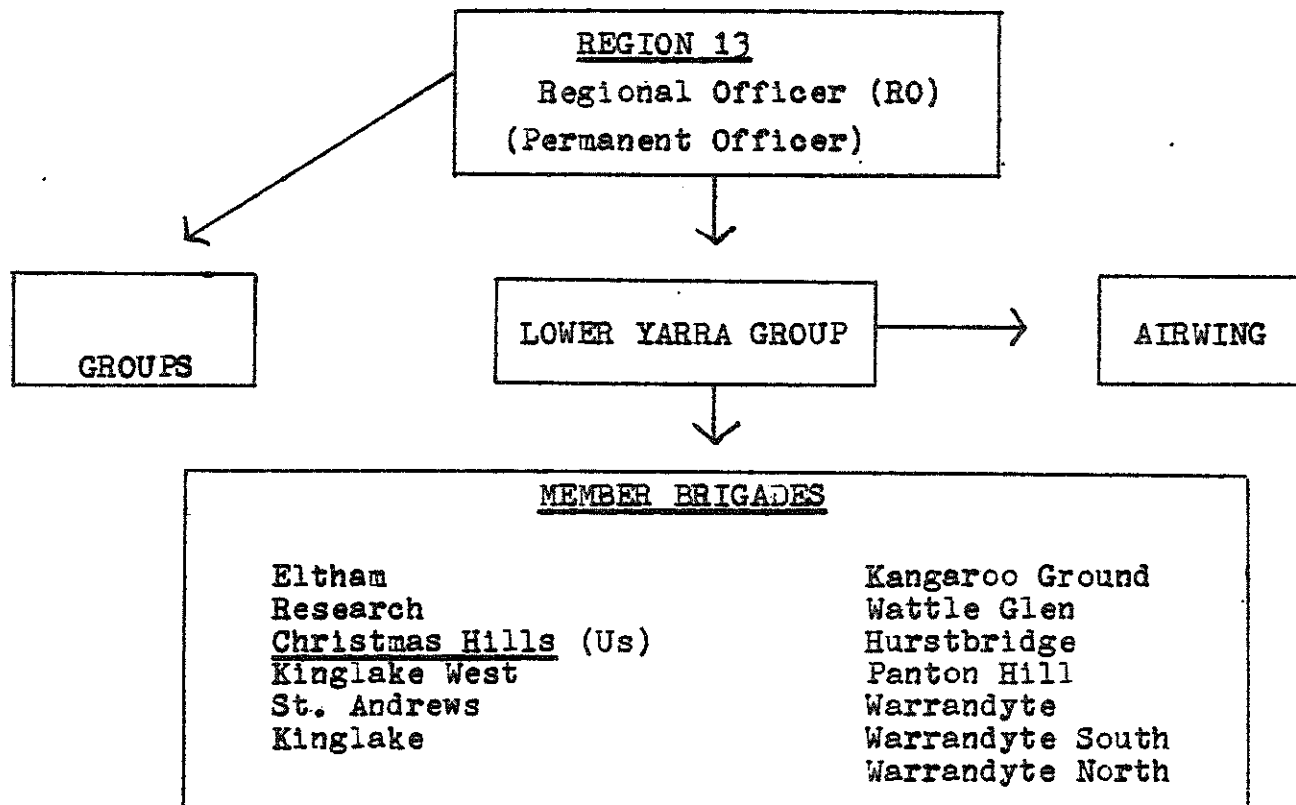 REGION 13
Regional Officer (RO)
(Permanent Officer)
GROUPS
LOWER YARRA GROUP
AIRWING
MEMBER BRIGADES
Eltham
Research
Christmas Hills (Us)
Kinglake West
St. Andrews
Kinglake
Kangaroo Ground
Wattle Glen
Hurstbridge
Panton Hill
Warrandyte
Warrandyte South
Warrandyte North